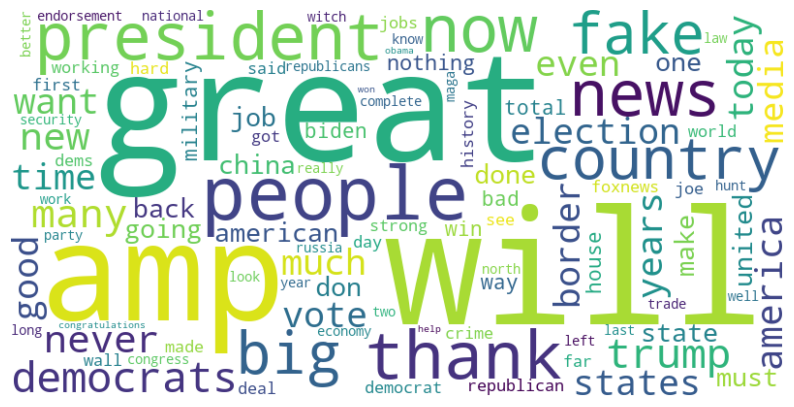 endorsement
national
witch
better
president
now
fake
today
know
jobs
law
obama
working
hard
said
republicans
nothing
even
one
media
great
first
want
military
maga
complete
won
news
security
job
total
new
got
biden
history
election
world
dems
china
really
country
time
people
done
foxnews
joe
hunt
work
many
back
bad
border
years
make
united
party
going
american
strong
see
win
good
amp
russia
day
will
house
america
look
much
north
way
year
don
two
trade
well
long
congratulations
vote
economy
help
left
last
state
never
made
wall
congress
big
thank
crime
far
trump
democrats
deal
democrat
republican
states
must